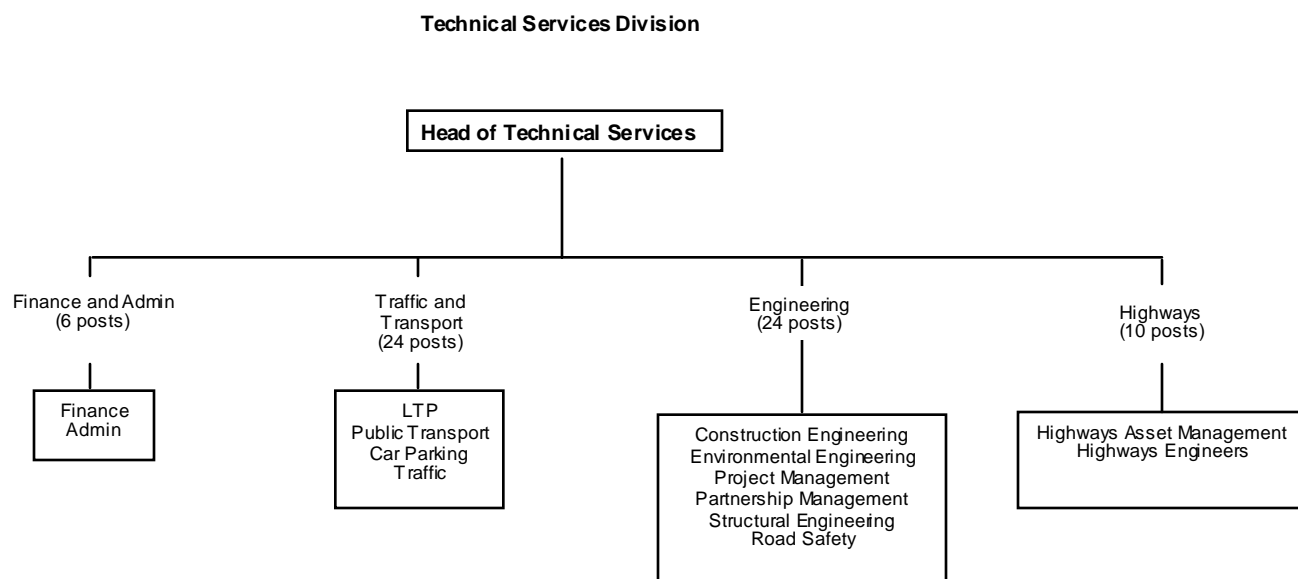 Technical Services Division
Head of Technical Services
Finance and Admin
(6 posts)
Traffic and
Transport
(24 posts)
Engineering
(24 posts)
Highways
(10 posts)
Finance
Admin
LTP
Public Transport
Car Parking
Traffic
Construction Engineering
Environmental Engineering
Project Management
Partnership Management
Structural Engineering
Road Safety
Highways Asset Management
Highways Engineers